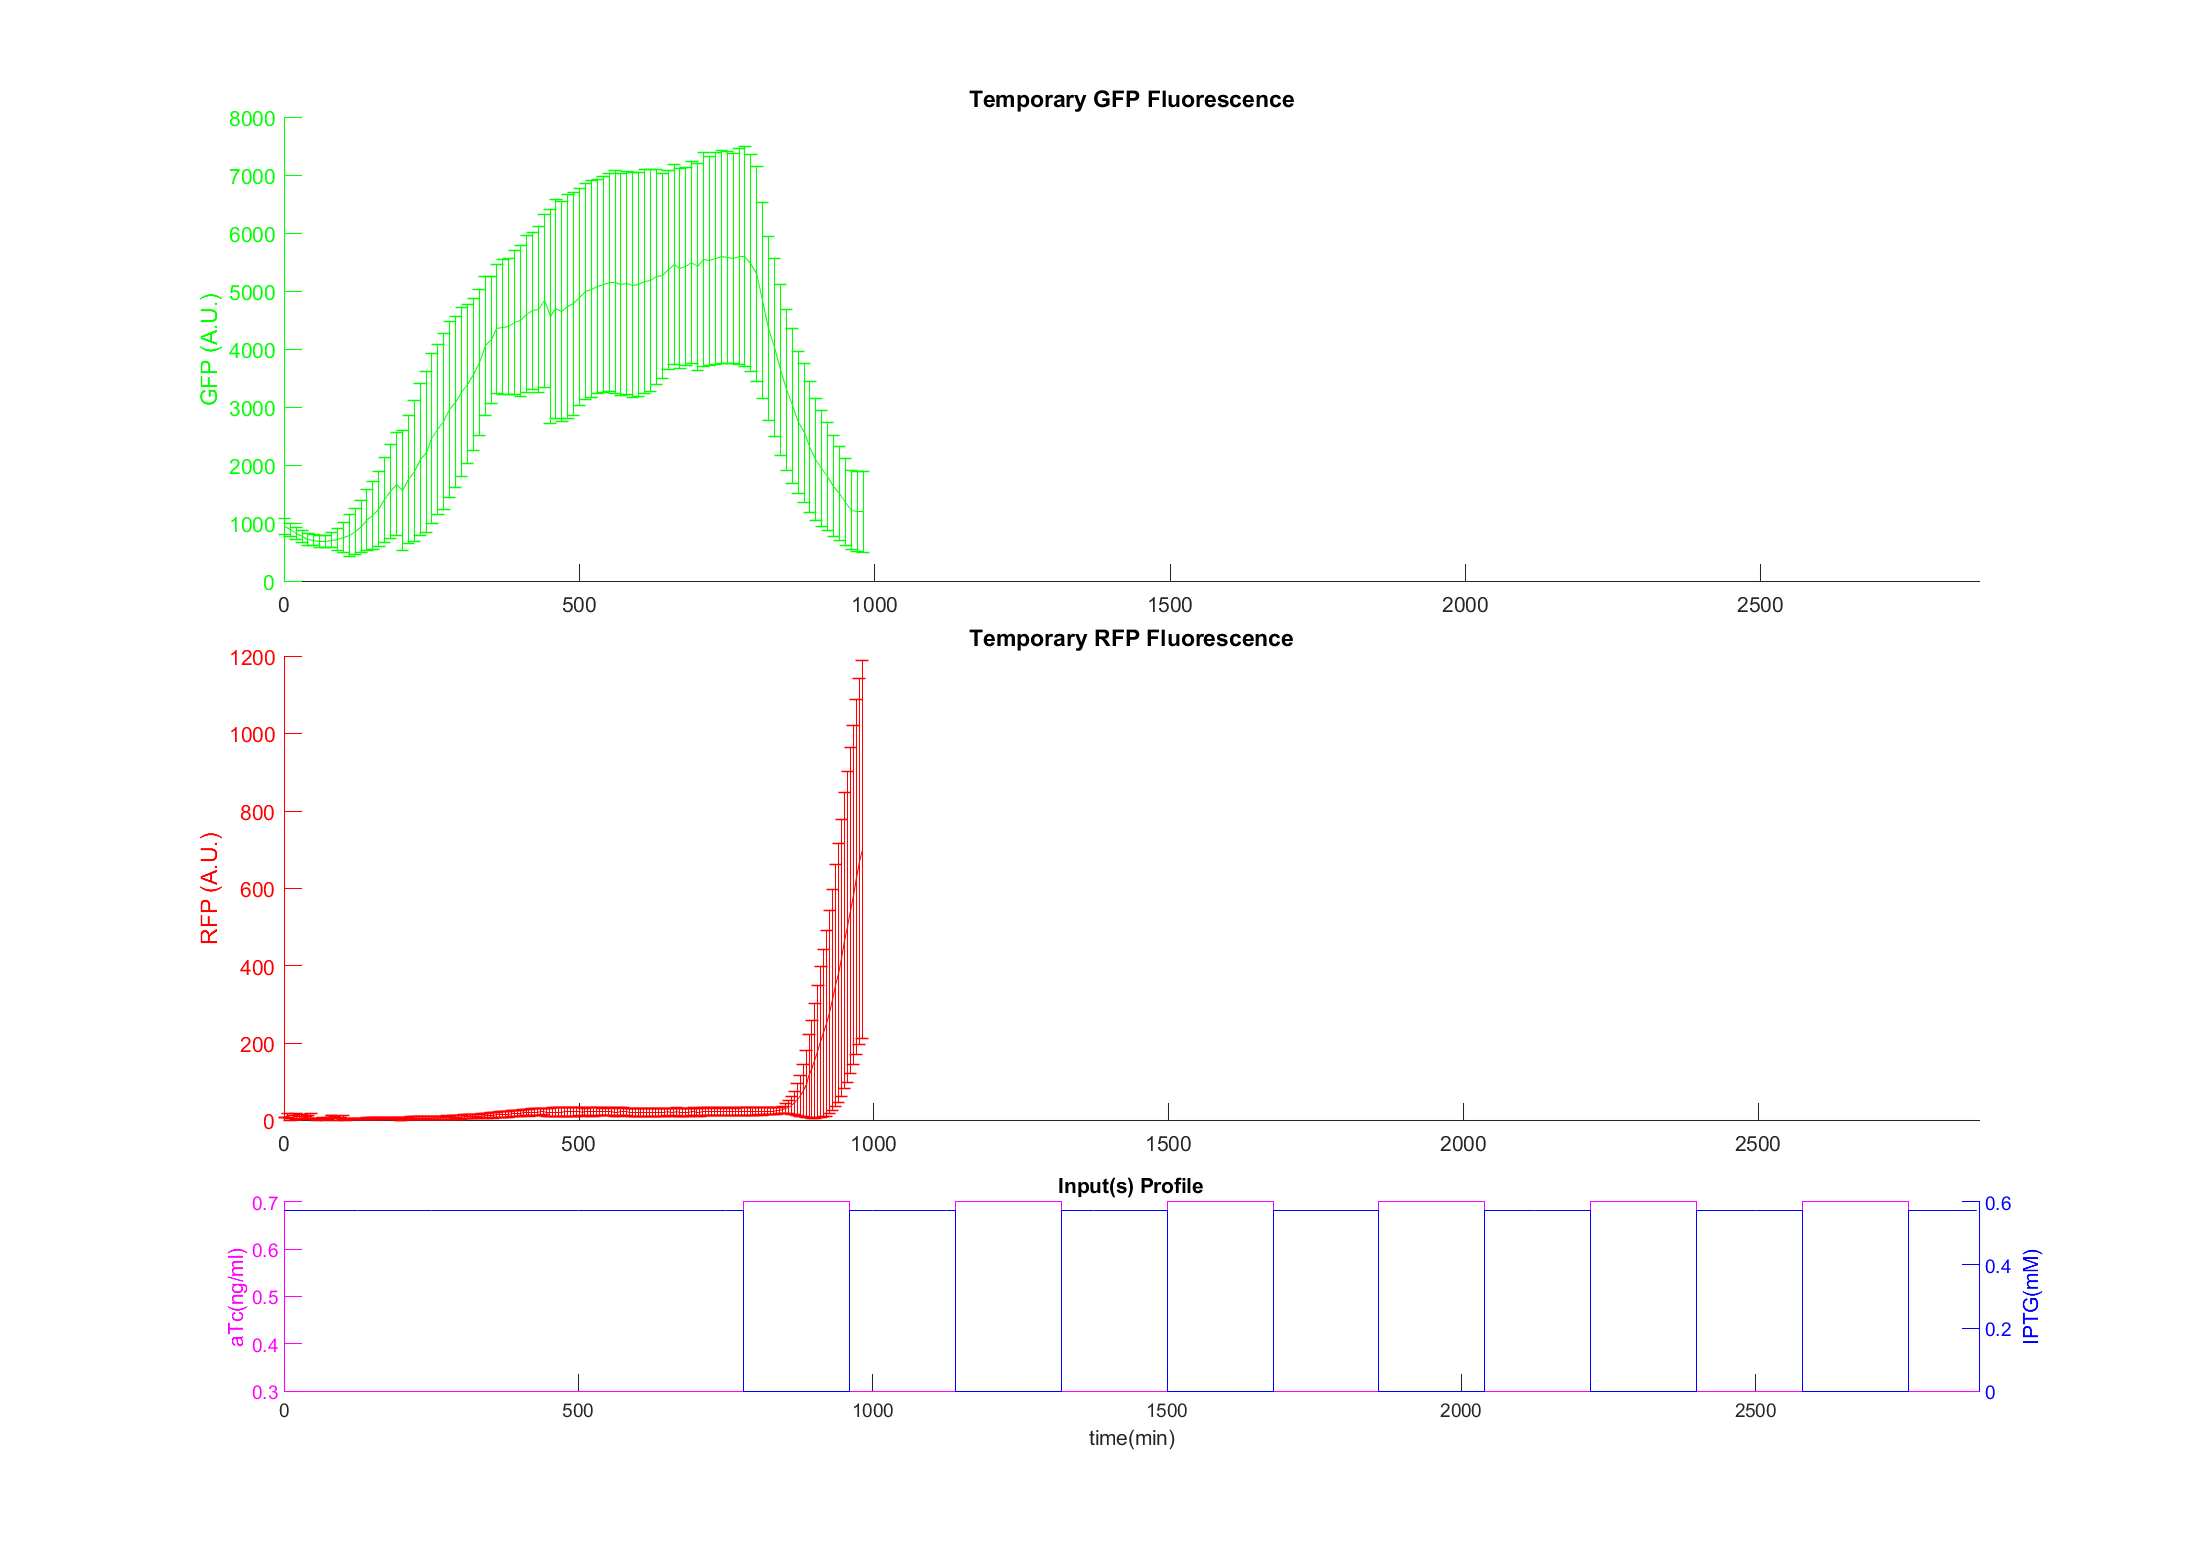 Temporary GFP Fluorescence
8000
7000
6000
5000
4000
3000
2000
1000
0
GFP (A.U.)
0 500 1000 1500 2000 2500
Temporary RFP Fluorescence
1200
1000
800
600
400
200
0
RFP (A.U.)
0 500 1000 1500 2000 2500
Input(s) Profile
0.7
0.6
0.5
0.4
0.3
aTc(ng/ml)
0.6
0.4
0.2
0
IPTG(mM)
0 500 1000 1500 2000 2500
time(min)